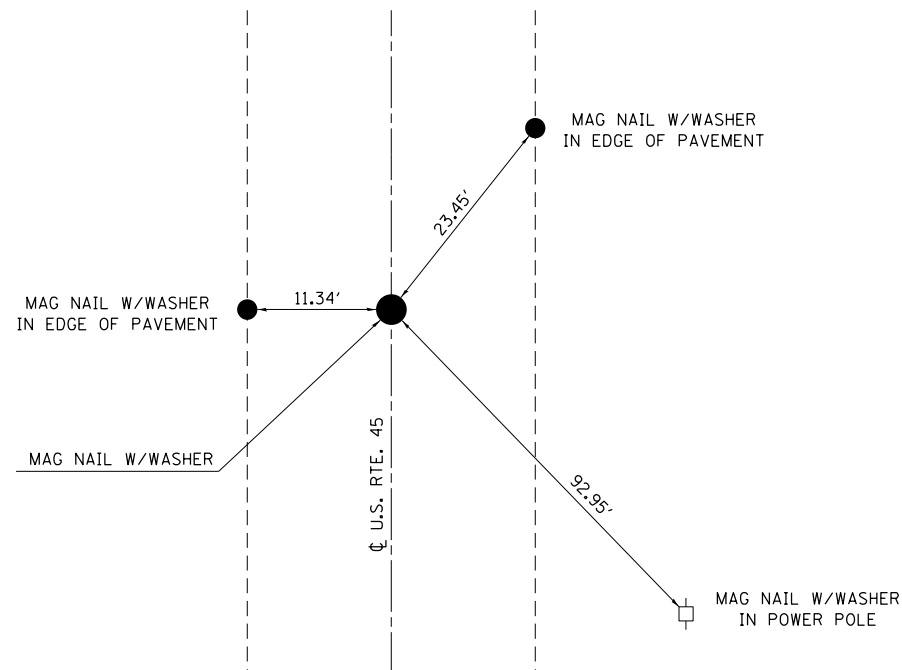 MAG NAIL W/WASHER
IN EDGE OF PAVEMENT
23.45'
MAG NAIL W/WASHER
IN EDGE OF PAVEMENT
11.34'
MAG NAIL W/WASHER
℄ U.S. RTE. 45
92.95'
MAG NAIL W/WASHER
IN POWER POLE